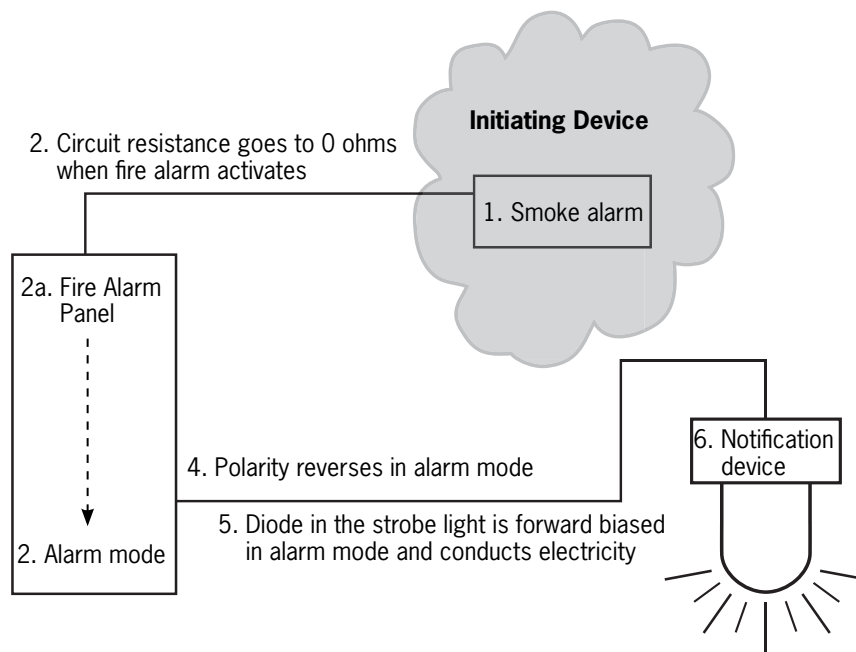 Initiating Device
2. Circuit resistance goes to 0 ohms
when fire alarm activates
1. Smoke alarm
2a. Fire Alarm
Panel
4. Polarity reverses in alarm mode
6. Notification
device
5. Diode in the strobe light is forward biased
in alarm mode and conducts electricity
2. Alarm mode